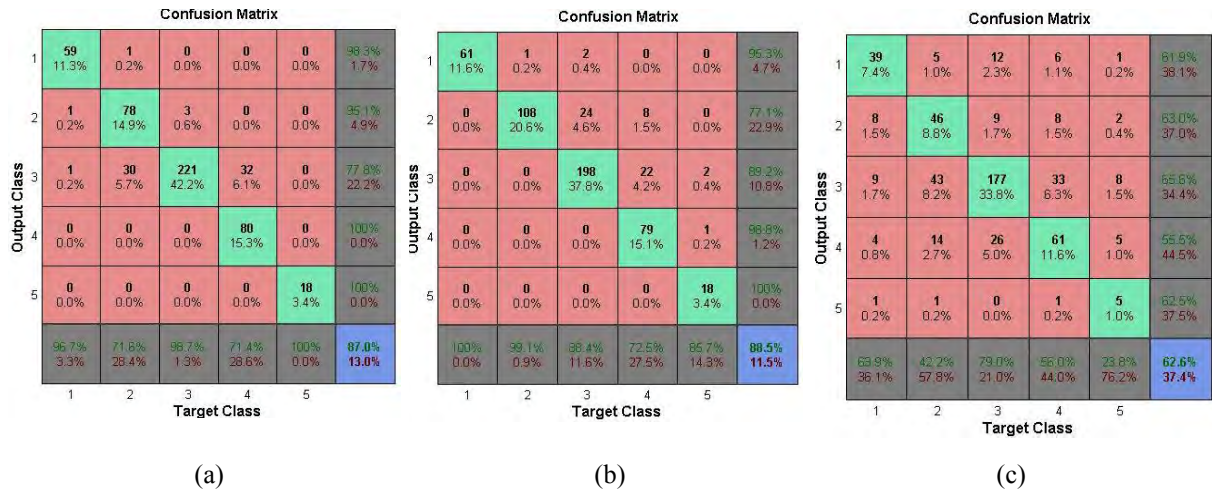 Confusion Matrix
1 59 1 0 0 0 98.3%
11.3% 0.2% 0.0% 0.0% 0.0% 1.7%
2 1 78 3 0 0 95.1%
0.2% 14.9% 0.6% 0.0% 0.0% 4.9%
3 1 30 221 32 0 77.8%
0.2% 5.7% 42.2% 6.1% 0.0% 22.2%
4 0 0 0 80 0 100%
0.0% 0.0% 0.0% 15.3% 0.0% 0.0%
5 0 0 0 0 18 100%
0.0% 0.0% 0.0% 0.0% 3.4% 0.0%
96.7% 71.6% 98.7% 71.4% 100% 87.0%
3.3% 28.4% 1.3% 28.6% 0.0% 13.0%
1 2 3 4 5
Output Class
Target Class
(a)
Confusion Matrix
1 61 1 2 0 0 95.3%
11.6% 0.2% 0.4% 0.0% 0.0% 4.7%
2 0 108 24 8 0 77.1%
0.0% 20.6% 4.6% 1.5% 0.0% 22.9%
3 0 0 198 22 2 89.2%
0.0% 0.0% 37.8% 4.2% 0.4% 10.8%
4 0 0 0 79 1 98.8%
0.0% 0.0% 0.0% 15.1% 0.2% 1.2%
5 0 0 0 0 18 100%
0.0% 0.0% 0.0% 0.0% 3.4% 0.0%
100% 99.1% 88.4% 72.5% 85.7% 88.5%
0.0% 0.9% 11.6% 27.5% 14.3% 11.5%
1 2 3 4 5
Output Class
Target Class
(b)
Confusion Matrix
1 39 5 12 6 1 61.9%
7.4% 1.0% 2.3% 1.1% 0.2% 38.1%
2 8 46 9 8 2 63.0%
1.5% 8.8% 1.7% 1.5% 0.4% 37.0%
3 9 43 177 33 8 65.6%
1.7% 8.2% 33.8% 6.3% 1.5% 34.4%
4 4 14 26 61 5 55.5%
0.8% 2.7% 5.0% 11.6% 1.0% 44.5%
5 1 1 0 1 5 62.5%
0.2% 0.2% 0.0% 0.2% 1.0% 37.5%
63.9% 42.2% 79.0% 56.0% 23.8% 62.6%
36.1% 57.8% 21.0% 44.0% 76.2% 37.4%
1 2 3 4 5
Output Class
Target Class
(c)